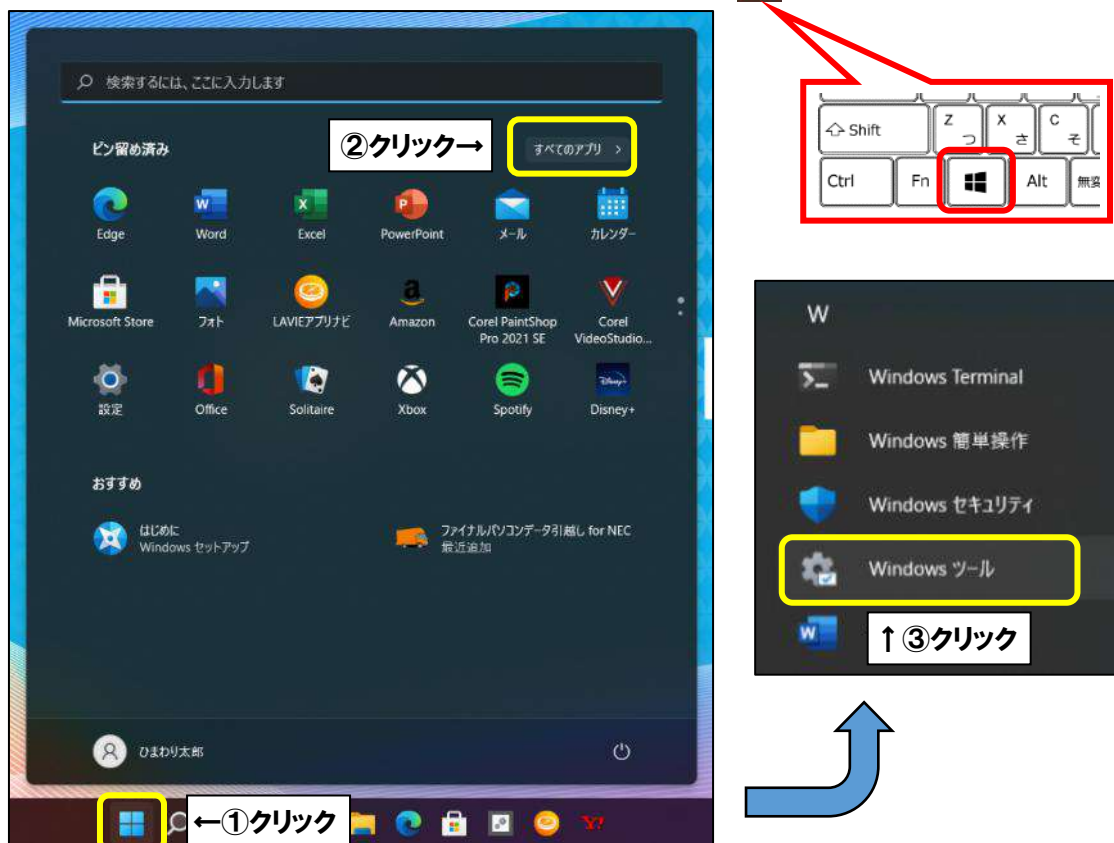 検索するには、ここに入力します
ピン留め済み
②クリック→
すべてのアプリ >
Edge
Word
Excel
PowerPoint
メール
カレンダー
Microsoft Store
フォト
LAVIEアプリナビ
Amazon
Corel PaintShop
Pro 2021 SE
Corel
VideoStudio...
設定
Office
Solitaire
Xbox
Spotify
Disney+
おすすめ
はじめに
Windows セットアップ
ファイナルパソコンデータ引越し for NEC
最近追加
ひまわり太郎
←①クリック
Shift
Z
つ
X
さ
C
そ
Ctrl
Fn
Alt
無変
W
Windows Terminal
Windows 簡単操作
Windows セキュリティ
Windows ツール
↑③クリック